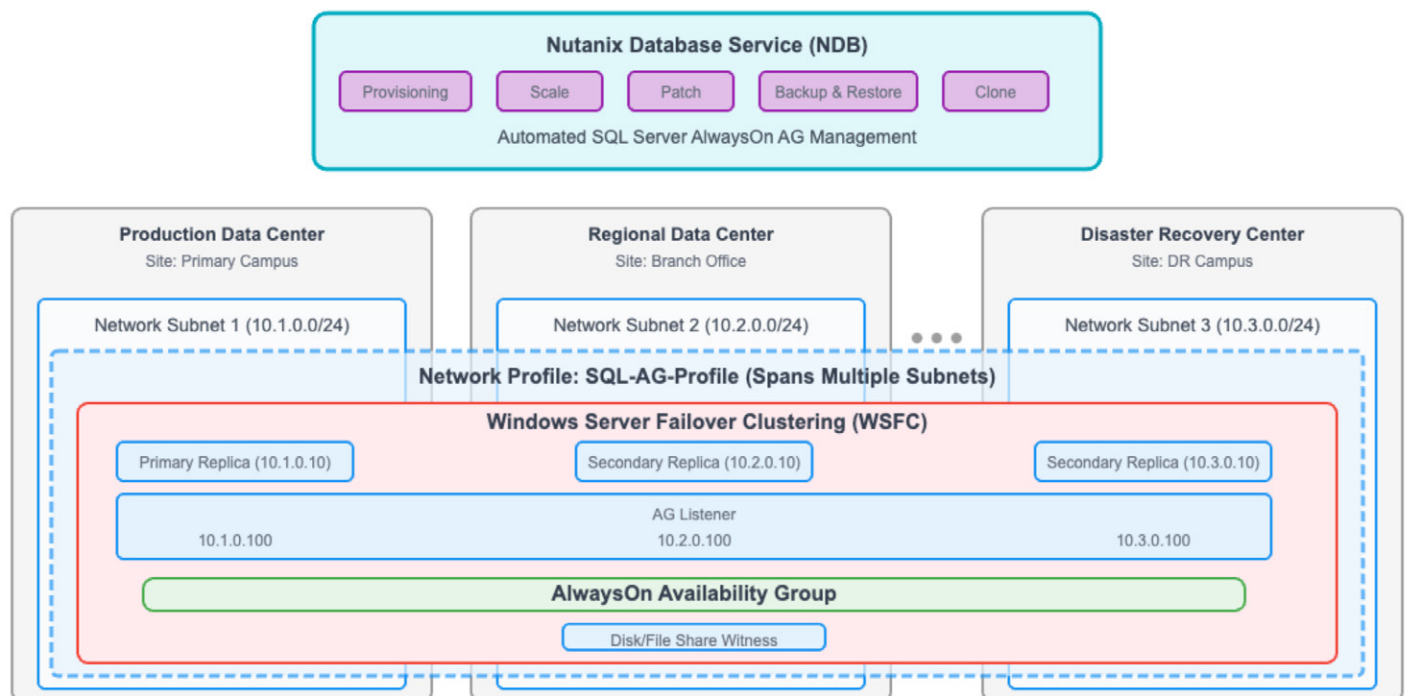 Nutanix Database Service (NDB)
Provisioning
Scale
Patch
Backup & Restore
Clone
Automated SQL Server AlwaysOn AG Management
Production Data Center
Site: Primary Campus
Regional Data Center
Site: Branch Office
Disaster Recovery Center
Site: DR Campus
Network Subnet 1 (10.1.0.0/24)
Network Subnet 2 (10.2.0.0/24)
Network Subnet 3 (10.3.0.0/24)
Network Profile: SQL-AG-Profile (Spans Multiple Subnets)
Windows Server Failover Clustering (WSFC)
Primary Replica (10.1.0.10)
Secondary Replica (10.2.0.10)
Secondary Replica (10.3.0.10)
AG Listener
10.1.0.100
10.2.0.100
10.3.0.100
AlwaysOn Availability Group
Disk/File Share Witness